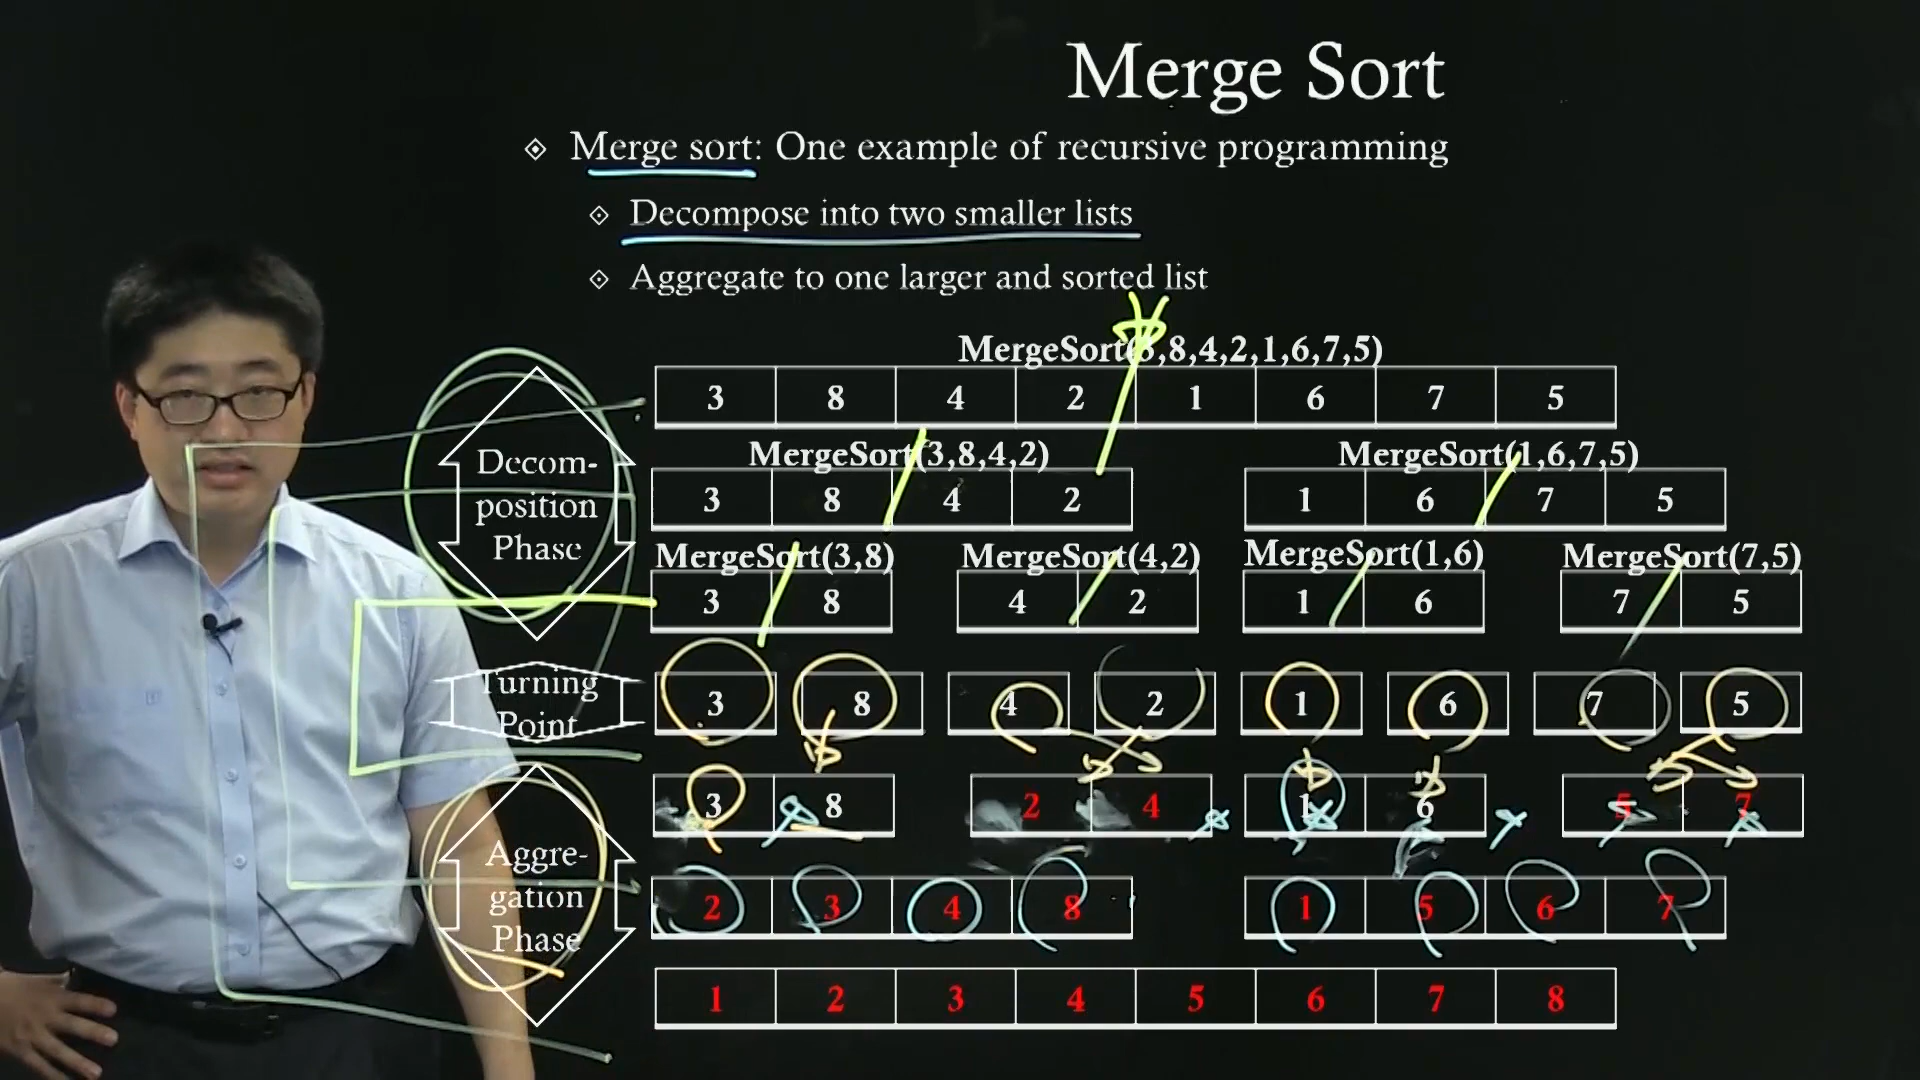 Merge Sort
Merge sort: One example of recursive programming
Decompose into two smaller lists
Aggregate to one larger and sorted list
MergeSort(3,8,4,2,1,6,7,5)
3 8 4 2 1 6 7 5
MergeSort(3,8,4,2) MergeSort(1,6,7,5)
3 8 4 2 1 6 7 5
MergeSort(3,8) MergeSort(4,2) MergeSort(1,6) MergeSort(7,5)
3 8 4 2 1 6 7 5
Decom-
position
Phase
Turning
Point
3 8 4 2 1 6 7 5
3 8 2 4 1 6 5 7
Aggre-
gation
Phase
2 3 4 8 1 5 6 7
1 2 3 4 5 6 7 8